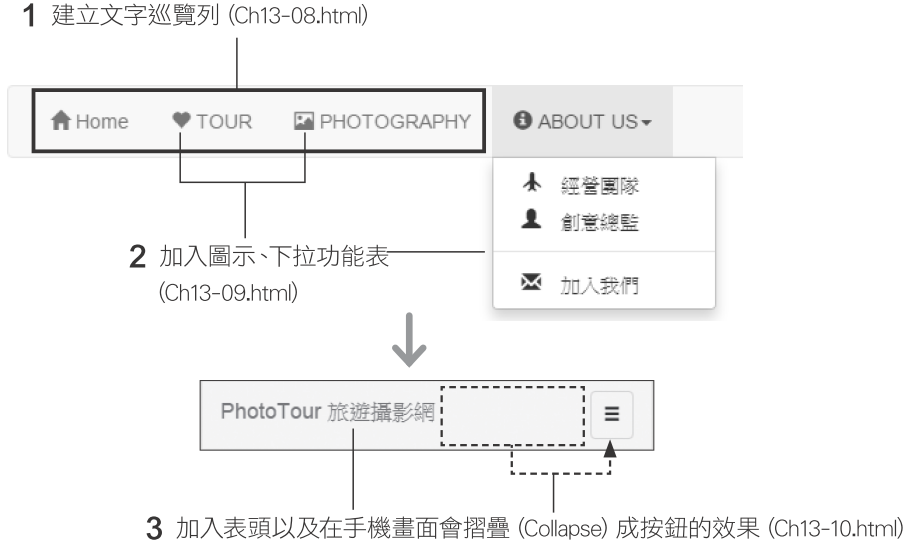 1 建立文字巡覽列 (Ch13-08.html)
Home TOUR PHOTOGRAPHY ABOUT US
經營團隊
創意總監
加入我們
2 加入圖示、下拉功能表
(Ch13-09.html)
PhotoTour 旅遊攝影網
3 加入表頭以及在手機畫面會摺疊 (Collapse) 成按鈕的效果 (Ch13-10.html)